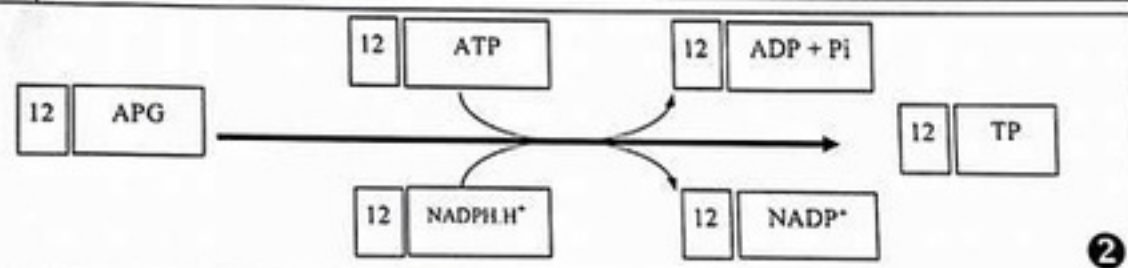 12 ATP 12 ADP + Pi
12 APG 12 TP
12 NADPH.H⁺ 12 NADP⁺
❷